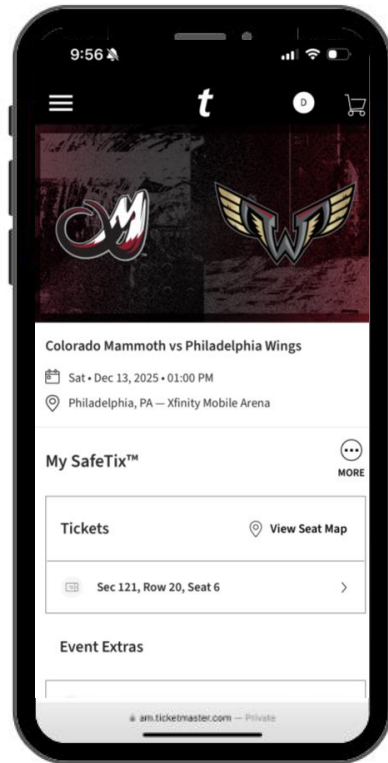 9:56
t
D
Colorado Mammoth vs Philadelphia Wings
Sat • Dec 13, 2025 • 01:00 PM
Philadelphia, PA — Xfinity Mobile Arena
My SafeTix™
MORE
Tickets
View Seat Map
Sec 121, Row 20, Seat 6
Event Extras
am.ticketmaster.com — Private